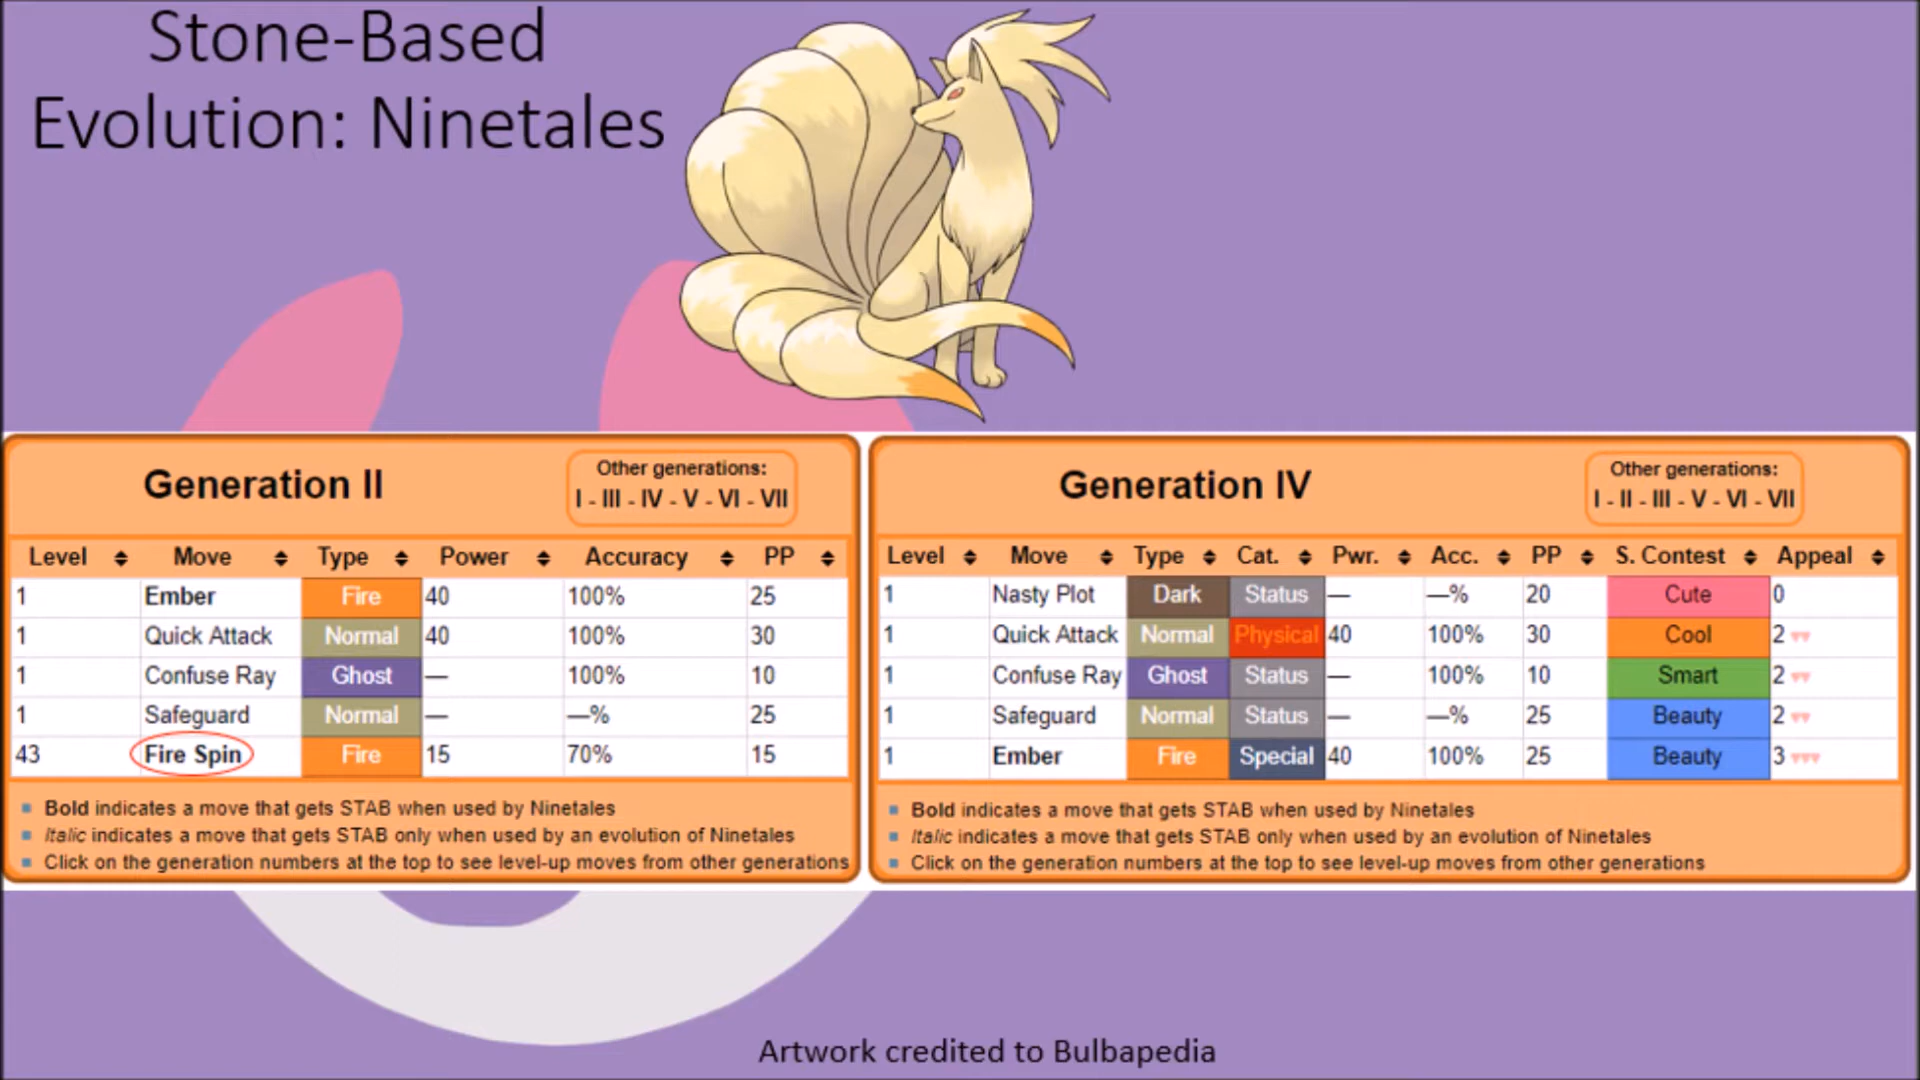 Stone-Based
Evolution: Ninetales
Generation II
Other generations:
I - III - IV - V - VI - VII
Level Move Type Power Accuracy PP
1 Ember Fire 40 100% 25
1 Quick Attack Normal 40 100% 30
1 Confuse Ray Ghost — 100% 10
1 Safeguard Normal — —% 25
43 Fire Spin Fire 15 70% 15
Bold indicates a move that gets STAB when used by Ninetales
Italic indicates a move that gets STAB only when used by an evolution of Ninetales
Click on the generation numbers at the top to see level-up moves from other generations
Generation IV
Other generations:
I - II - III - V - VI - VII
Level Move Type Cat. Pwr. Acc. PP S. Contest Appeal
1 Nasty Plot Dark Status — —% 20 Cute 0
1 Quick Attack Normal Physical 40 100% 30 Cool 2 ♥♥
1 Confuse Ray Ghost Status — 100% 10 Smart 2 ♥♥
1 Safeguard Normal Status — —% 25 Beauty 2 ♥♥
1 Ember Fire Special 40 100% 25 Beauty 3 ♥♥♥
Bold indicates a move that gets STAB when used by Ninetales
Italic indicates a move that gets STAB only when used by an evolution of Ninetales
Click on the generation numbers at the top to see level-up moves from other generations
Artwork credited to Bulbapedia